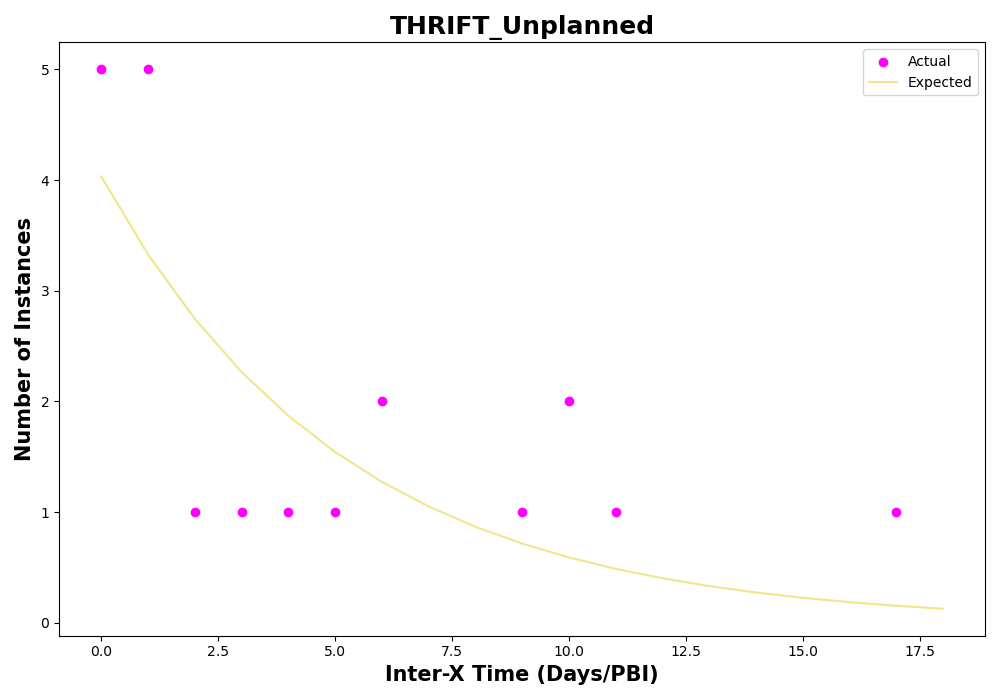 THRIFT_Unplanned
Actual
Expected
5
4
3
2
1
0
Number of Instances
0.0 2.5 5.0 7.5 10.0 12.5 15.0 17.5
Inter-X Time (Days/PBI)